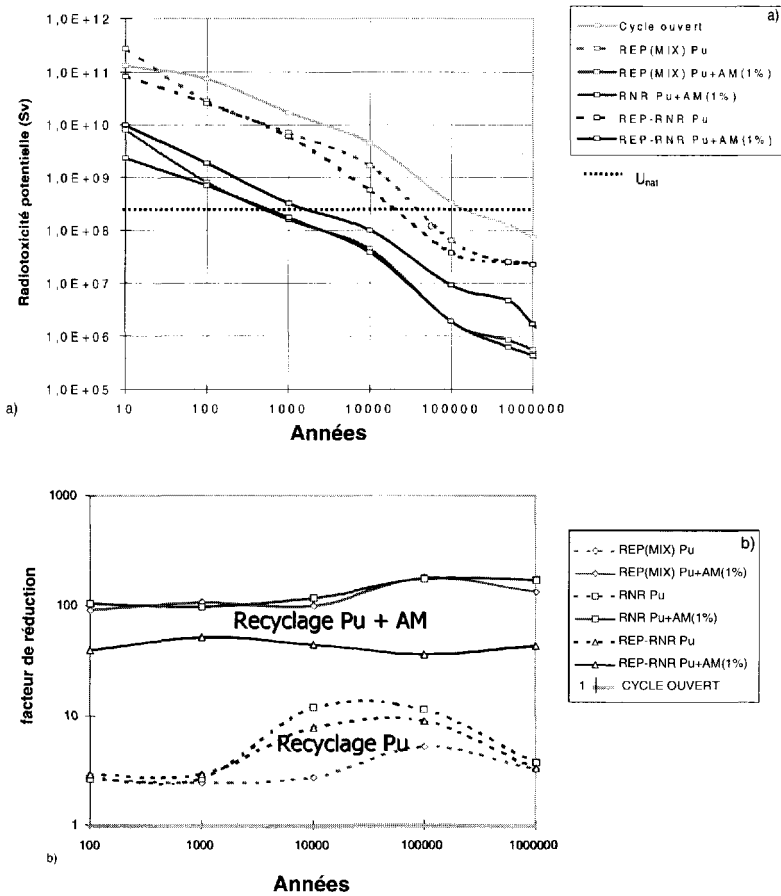 a)
1,0E+12
1,0E+11
1,0E+10
1,0E+09
1,0E+08
1,0E+07
1,0E+06
1,0E+05
Radiotoxicité potentielle (Sv)
10 100 1000 10000 100000 1000000
Années
a)
Cycle ouvert
REP(MIX) Pu
REP(MIX) Pu+AM(1%)
RNR Pu+AM(1%)
REP-RNR Pu
REP-RNR Pu+AM(1%)
Unat
1000
100
10
1
facteur de réduction
Recyclage Pu + AM
Recyclage Pu
100 1000 10000 100000 1000000
Années
b)
b)
REP(MIX) Pu
REP(MIX) Pu+AM(1%)
RNR Pu
RNR Pu+AM(1%)
REP-RNR Pu
REP-RNR Pu+AM(1%)
1 CYCLE OUVERT